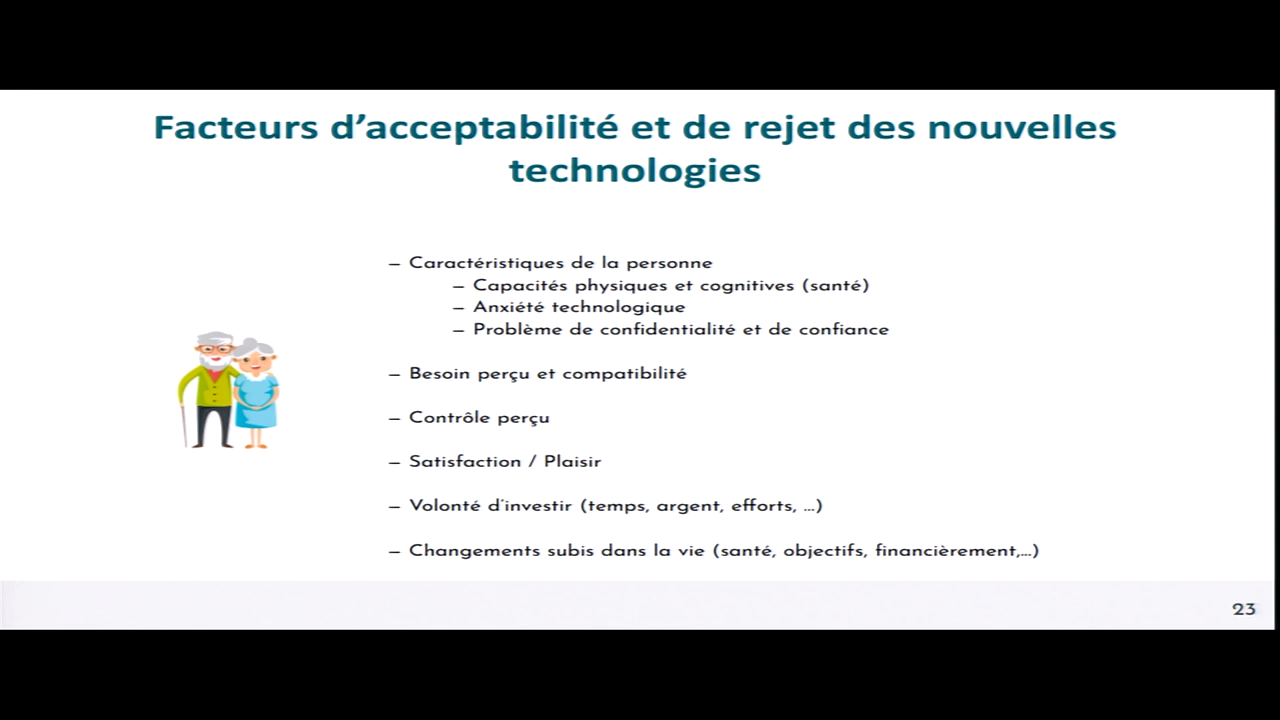 Facteurs d’acceptabilité et de rejet des nouvelles
technologies
– Caractéristiques de la personne
– Capacités physiques et cognitives (santé)
– Anxiété technologique
– Problème de confidentialité et de confiance
– Besoin perçu et compatibilité
– Contrôle perçu
– Satisfaction / Plaisir
– Volonté d’investir (temps, argent, efforts, ...)
– Changements subis dans la vie (santé, objectifs, financièrement,...)
23